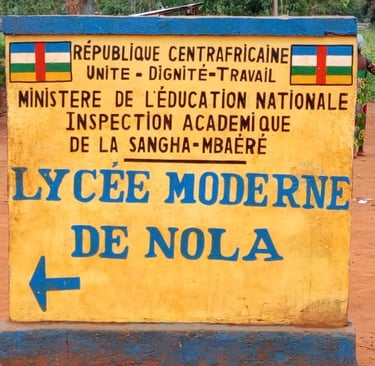 RÉPUBLIQUE CENTRAFRICAINE
UNITE - DIGNITÉ - TRAVAIL
MINISTERE DE L'ÉDUCATION NATIONALE
INSPECTION ACADEMIQUE
DE LA SANGHA-MBAÉRÉ
LYCÉE MODERNE
DE NOLA